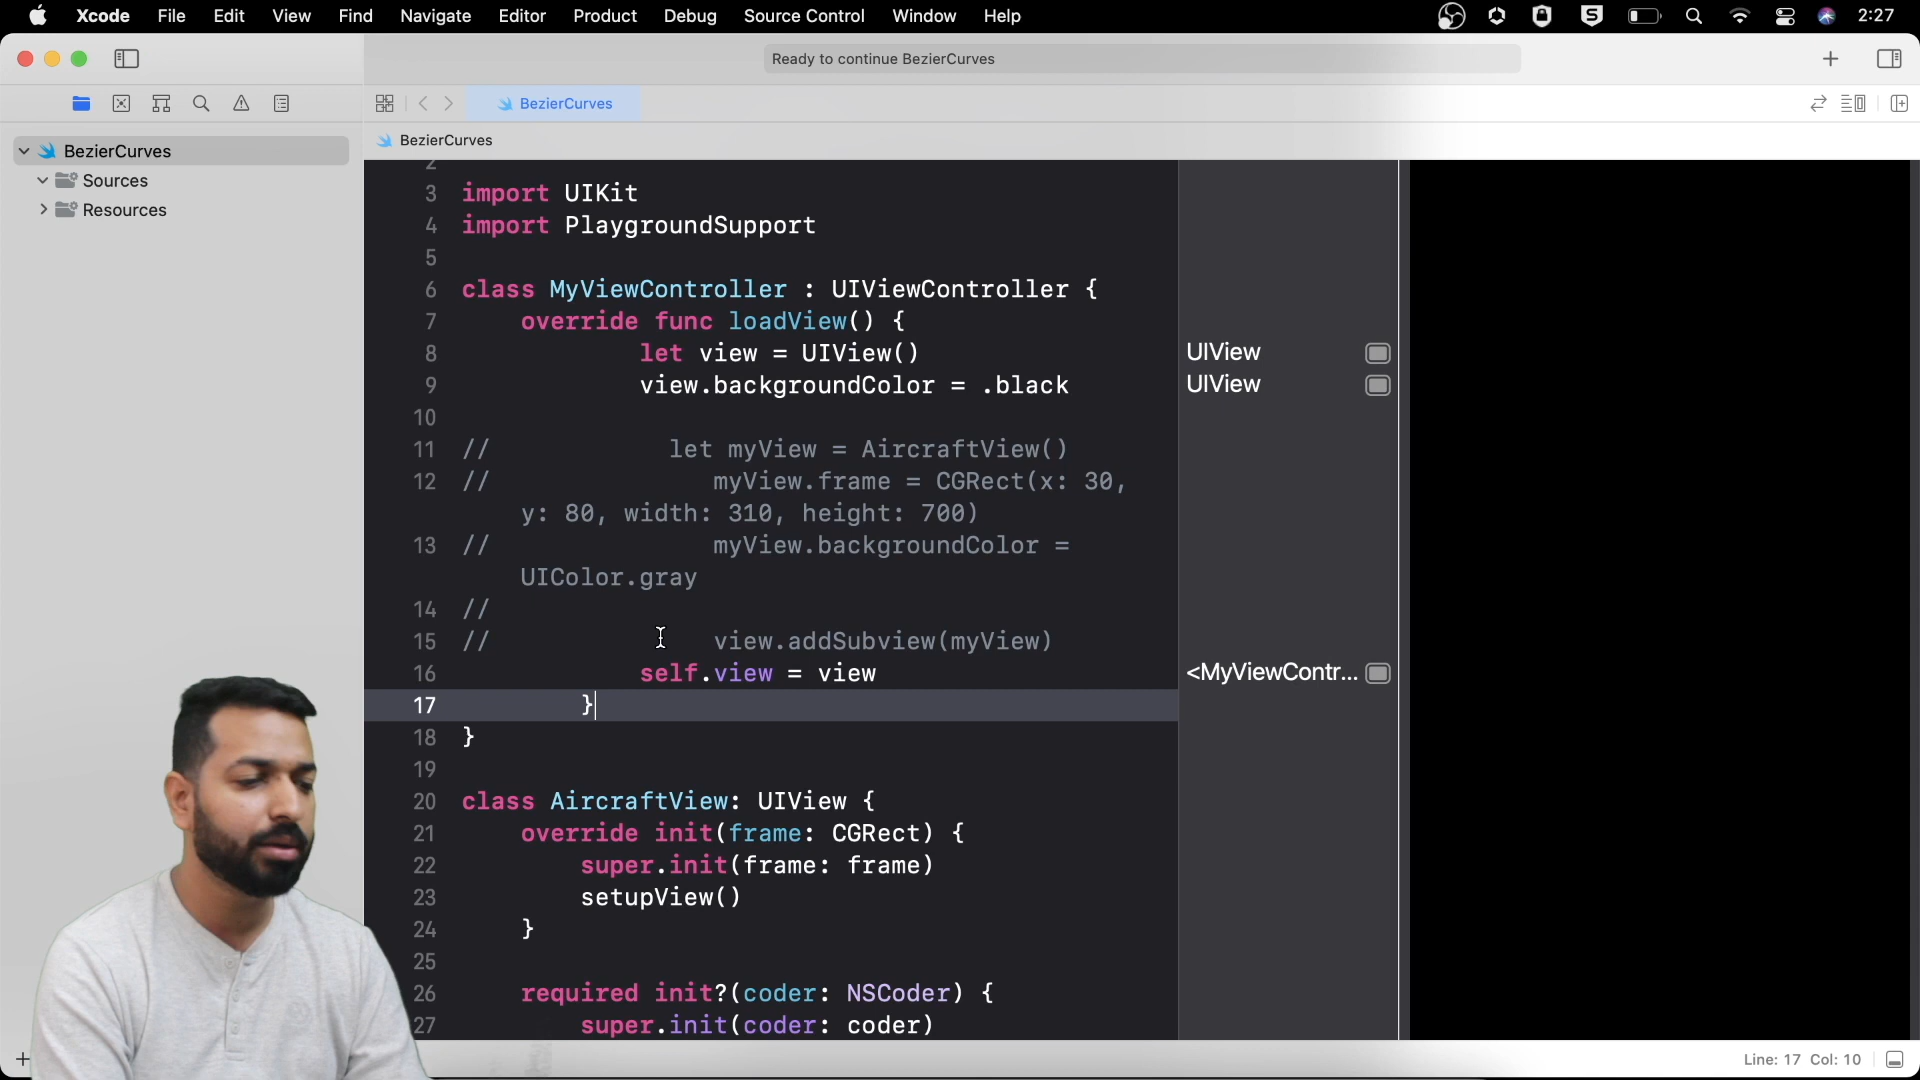 Xcode File Edit View Find Navigate Editor Product Debug Source Control Window Help 2:27
Ready to continue BezierCurves
BezierCurves
BezierCurves
BezierCurves
Sources
Resources
2
3 import UIKit
4 import PlaygroundSupport
5
6 class MyViewController : UIViewController {
7 override func loadView() {
8 let view = UIView() UIView
9 view.backgroundColor = .black UIView
10
11 // let myView = AircraftView()
12 // myView.frame = CGRect(x: 30,
y: 80, width: 310, height: 700)
13 // myView.backgroundColor =
UIColor.gray
14 //
15 // view.addSubview(myView)
16 self.view = view <MyViewContr...
17 }
18 }
19
20 class AircraftView: UIView {
21 override init(frame: CGRect) {
22 super.init(frame: frame)
23 setupView()
24 }
25
26 required init?(coder: NSCoder) {
27 super.init(coder: coder)
Line: 17 Col: 10